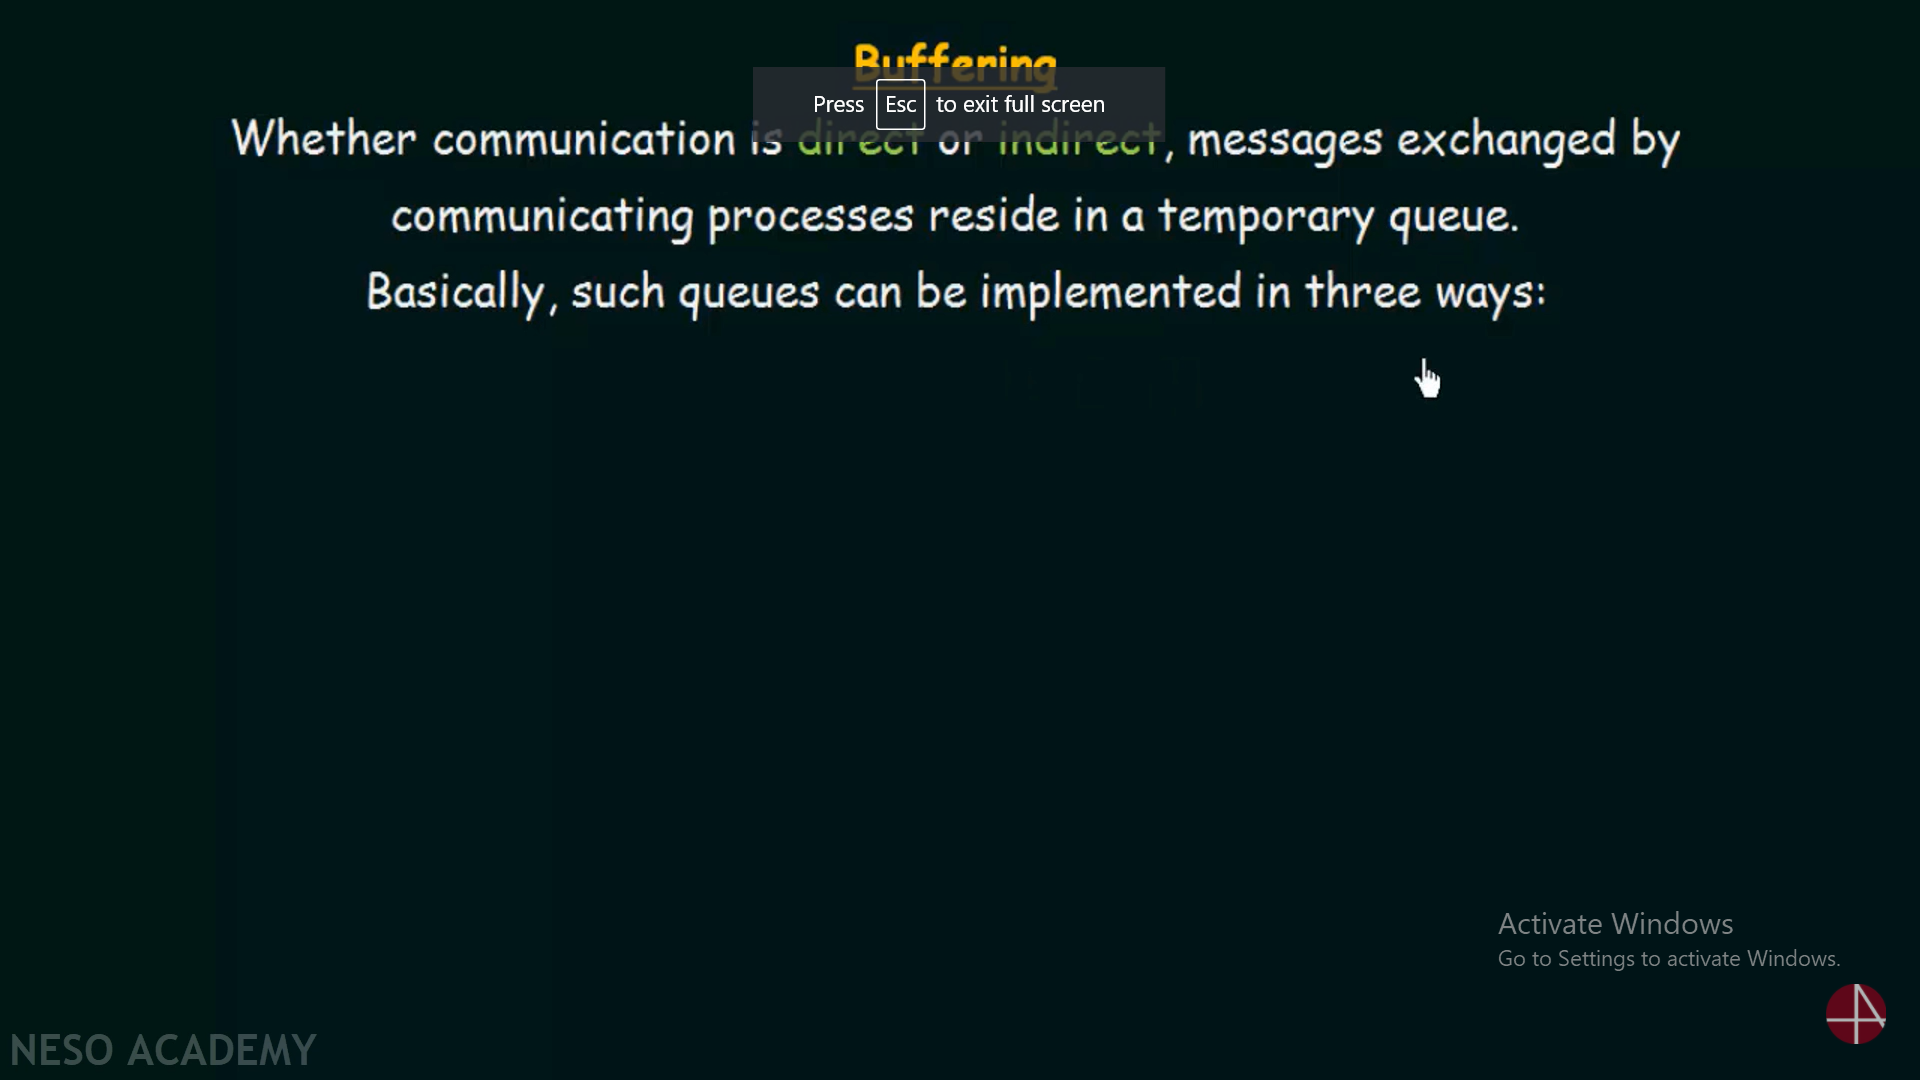 Buffering
Press Esc to exit full screen
Whether communication is direct or indirect, messages exchanged by
communicating processes reside in a temporary queue.
Basically, such queues can be implemented in three ways:
Activate Windows
Go to Settings to activate Windows.
NESO ACADEMY